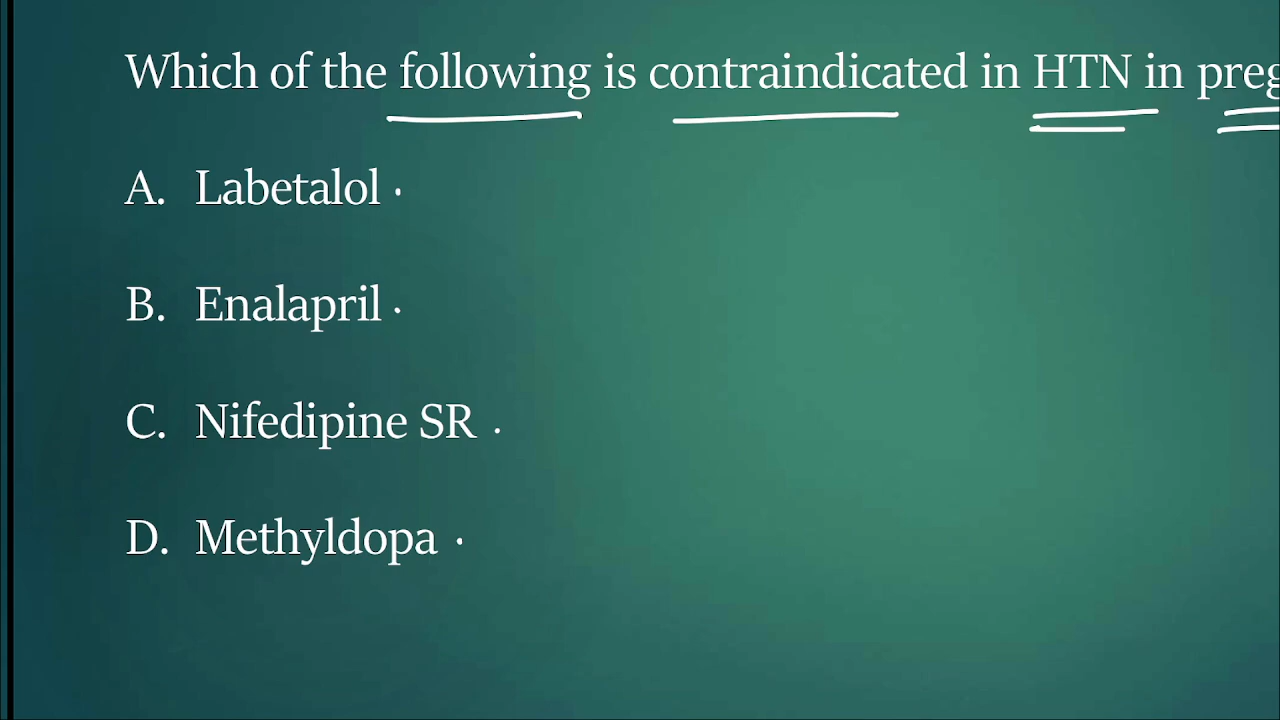 Which of the following is contraindicated in HTN in preg
A. Labetalol
B. Enalapril
C. Nifedipine SR
D. Methyldopa